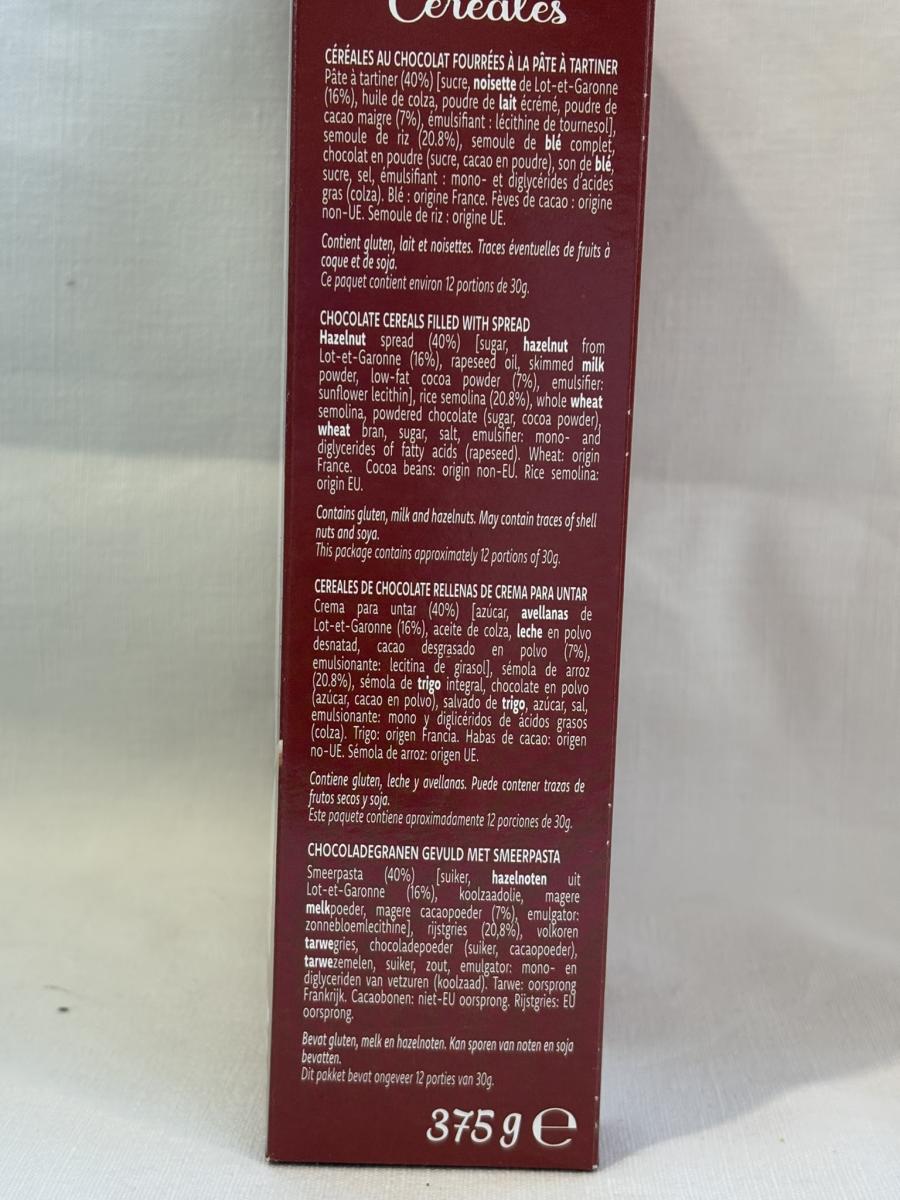 Céréales
CÉRÉALES AU CHOCOLAT FOURRÉES À LA PÂTE À TARTINER
Pâte à tartiner (40%) [sucre, noisette de Lot-et-Garonne
(16%), huile de colza, poudre de lait écrémé, poudre de
cacao maigre (7%), émulsifiant : lécithine de tournesol],
semoule de riz (20.8%), semoule de blé complet,
chocolat en poudre (sucre, cacao en poudre), son de blé,
sucre, sel, émulsifiant : mono- et diglycérides d'acides
gras (colza). Blé : origine France. Fèves de cacao : origine
non-UE. Semoule de riz : origine UE.
Contient gluten, lait et noisettes. Traces éventuelles de fruits à
coque et de soja.
Ce paquet contient environ 12 portions de 30g.
CHOCOLATE CEREALS FILLED WITH SPREAD
Hazelnut spread (40%) [sugar, hazelnut from
Lot-et-Garonne (16%), rapeseed oil, skimmed milk
powder, low-fat cocoa powder (7%), emulsifier:
sunflower lecithin], rice semolina (20.8%), whole wheat
semolina, powdered chocolate (sugar, cocoa powder),
wheat bran, sugar, salt, emulsifier: mono- and
diglycerides of fatty acids (rapeseed). Wheat: origin
France. Cocoa beans: origin non-EU. Rice semolina:
origin EU.
Contains gluten, milk and hazelnuts. May contain traces of shell
nuts and soya.
This package contains approximately 12 portions of 30g.
CEREALES DE CHOCOLATE RELLENAS DE CREMA PARA UNTAR
Crema para untar (40%) [azúcar, avellanas de
Lot-et-Garonne (16%), aceite de colza, leche en polvo
desnatad, cacao desgrasado en polvo (7%),
emulsionante: lecitina de girasol], sémola de arroz
(20.8%), sémola de trigo integral, chocolate en polvo
(azúcar, cacao en polvo), salvado de trigo, azúcar, sal,
emulsionante: mono y diglicéridos de ácidos grasos
(colza). Trigo: origen Francia. Habas de cacao: origen
no-UE. Sémola de arroz: origen UE.
Contiene gluten, leche y avellanas. Puede contener trazas de
frutos secos y soja.
Este paquete contiene aproximadamente 12 porciones de 30g.
CHOCOLADEGRANEN GEVULD MET SMEERPASTA
Smeerpasta (40%) [suiker, hazelnoten uit
Lot-et-Garonne (16%), koolzaadolie, magere
melkpoeder, magere cacaopoeder (7%), emulgator:
zonnebloemlecithine], rijstgries (20,8%), volkoren
tarwegries, chocoladepoeder (suiker, cacaopoeder),
tarwezemelen, suiker, zout, emulgator: mono- en
diglyceriden van vetzuren (koolzaad). Tarwe: oorsprong
Frankrijk. Cacaobonen: niet-EU oorsprong. Rijstgries: EU
oorsprong.
Bevat gluten, melk en hazelnoten. Kan sporen van noten en soja
bevatten.
Dit pakket bevat ongeveer 12 porties van 30g.
375 g ℮